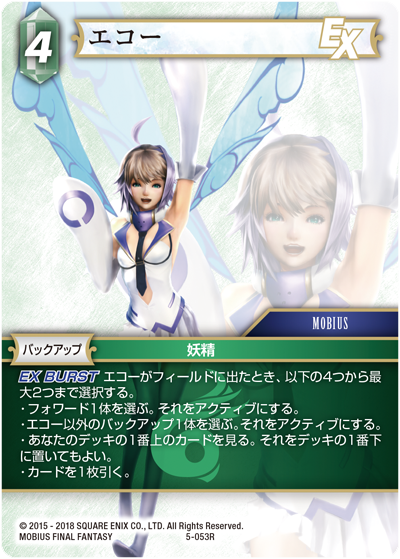 4
エコー
EX
MOBIUS
バックアップ
妖精
EX BURST エコーがフィールドに出たとき、以下の4つから最
大2つまで選択する。
・フォワード1体を選ぶ。それをアクティブにする。
・エコー以外のバックアップ1体を選ぶ。それをアクティブにする。
・あなたのデッキの1番上のカードを見る。それをデッキの1番下
に置いてもよい。
・カードを1枚引く。
© 2015 - 2018 SQUARE ENIX CO., LTD. All Rights Reserved.
MOBIUS FINAL FANTASY 5-053R